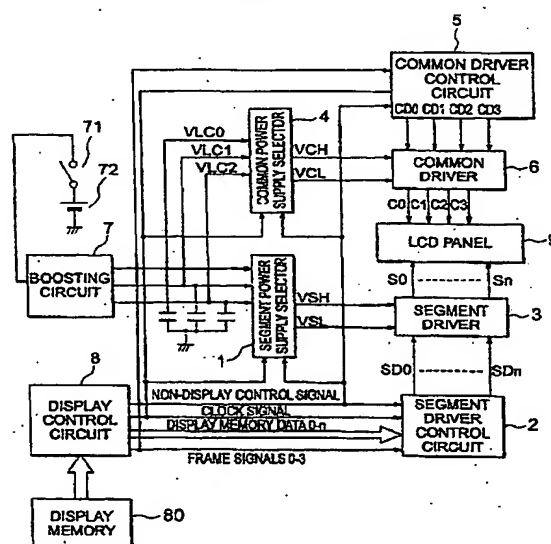 5
COMMON DRIVER
CONTROL
CIRCUIT
CD0 CD1 CD2 CD3
4
COMMON POWER
SUPPLY SELECTOR
VLC0
VLC1
VLC2
VCH
VCL
71
72
COMMON
DRIVER
6
C0 C1 C2 C3
LCD PANEL
9
S0
Sn
7
BOOSTING
CIRCUIT
SEGMENT POWER
SUPPLY SELECTOR
1
VSH
VSL
SEGMENT
DRIVER
3
SD0
SDn
8
DISPLAY
CONTROL
CIRCUIT
NON-DISPLAY CONTROL SIGNAL
CLOCK SIGNAL
DISPLAY MEMORY DATA 0-n
FRAME SIGNALS 0-3
SEGMENT
DRIVER
CONTROL
CIRCUIT
2
DISPLAY
MEMORY
80